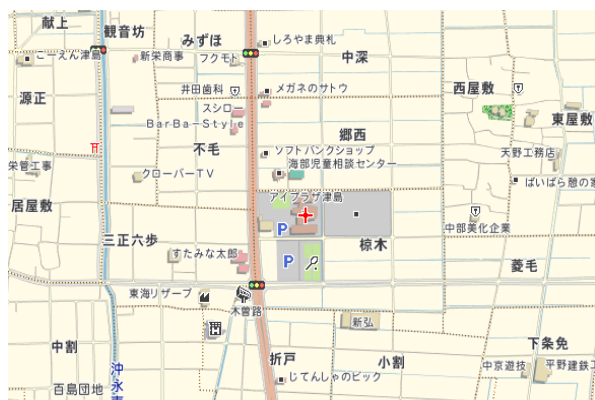 献上
観音坊
みずほ
しろやま典礼
こーえん津島
新栄商事
フクモト
中深
源正
井田歯科
メガネのサトウ
西屋敷
スシロー
BarBa-Style
東屋敷
郷西
不毛
ソフトバンクショップ
天野工務店
海部児童相談センター
栄管工事
クローバーTV
ばいばら憩の家
居屋敷
アイプラザ津島
P
中部美化企業
三正六歩
椋木
すたみな太郎
P
菱毛
東海リザーブ
木曽路
新弘
中割
折戸
小割
下条免
沖永恵
中京遊技
平野建鉄工
じてんしゃのビック
百島団地